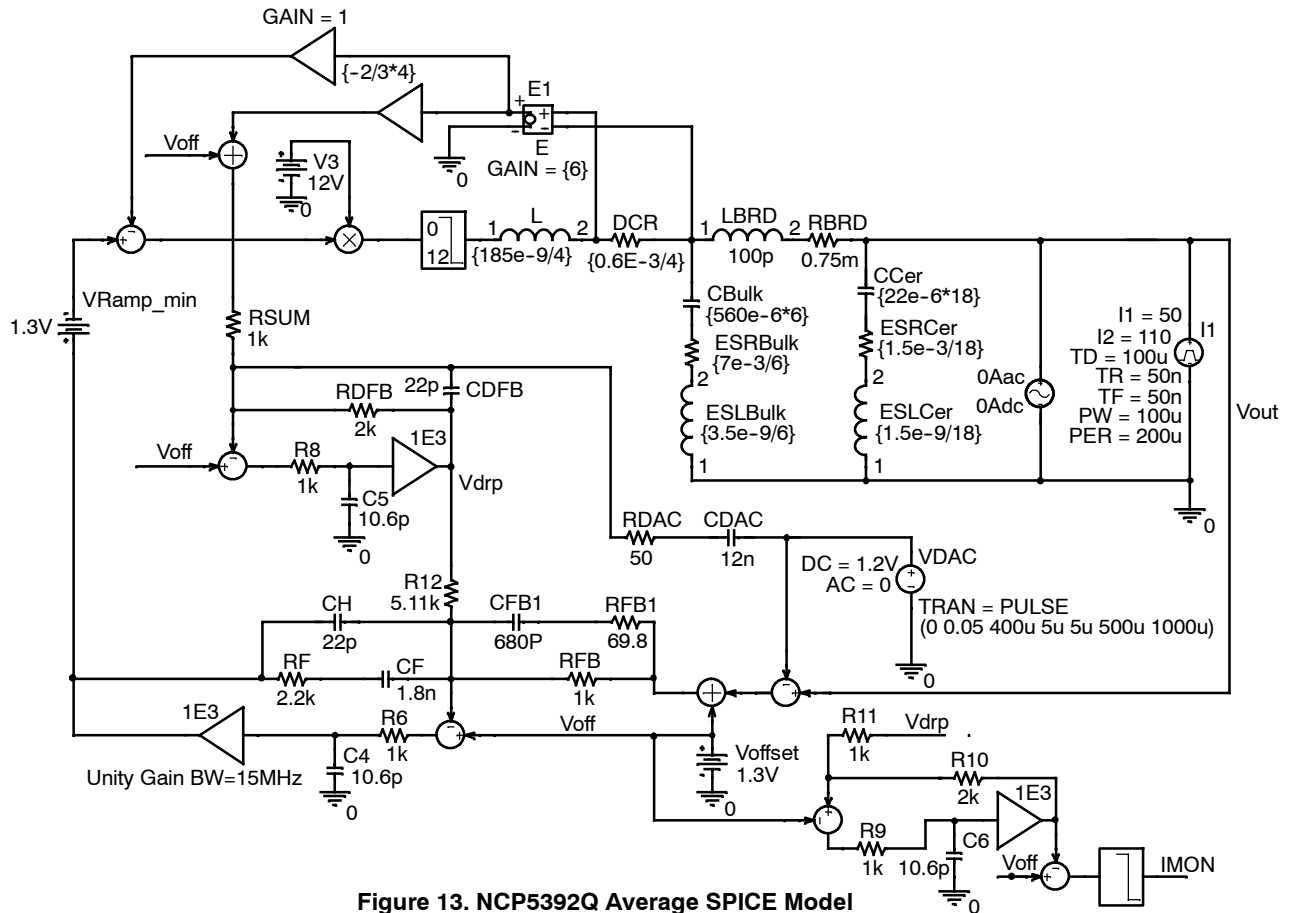 GAIN = 1
{-2/3*4}
E1
+
+
-
-
E
GAIN = {6}
0
Voff
+
V3
12V
+
0
+
-
X
0
12
1
L
2
{185e-9/4}
DCR
{0.6E-3/4}
1
LBRD
2
100p
RBRD
0.75m
VRamp_min
1.3V
+
RSUM
1k
CBulk
{560e-6*6}
ESRBulk
{7e-3/6}
2
ESLBulk
{3.5e-9/6}
1
CCer
{22e-6*18}
ESRCer
{1.5e-3/18}
2
ESLCer
{1.5e-9/18}
1
0Aac
0Adc
I1 = 50
I2 = 110
TD = 100u
TR = 50n
TF = 50n
PW = 100u
PER = 200u
I1
Vout
0
22p
CDFB
RDFB
2k
1E3
Voff
+
-
R8
1k
C5
10.6p
0
Vdrp
RDAC
50
CDAC
12n
DC = 1.2V
AC = 0
VDAC
+
-
TRAN = PULSE
(0 0.05 400u 5u 5u 500u 1000u)
0
R12
5.11k
CH
22p
CFB1
680P
RFB1
69.8
RF
2.2k
CF
1.8n
RFB
1k
+
-
+
1E3
Unity Gain BW=15MHz
R6
1k
C4
10.6p
0
-
+
Voff
+
Voffset
1.3V
0
R11
1k
Vdrp
R10
2k
+
-
R9
1k
1E3
C6
10.6p
0
Voff
+
-
IMON
Figure 13. NCP5392Q Average SPICE Model